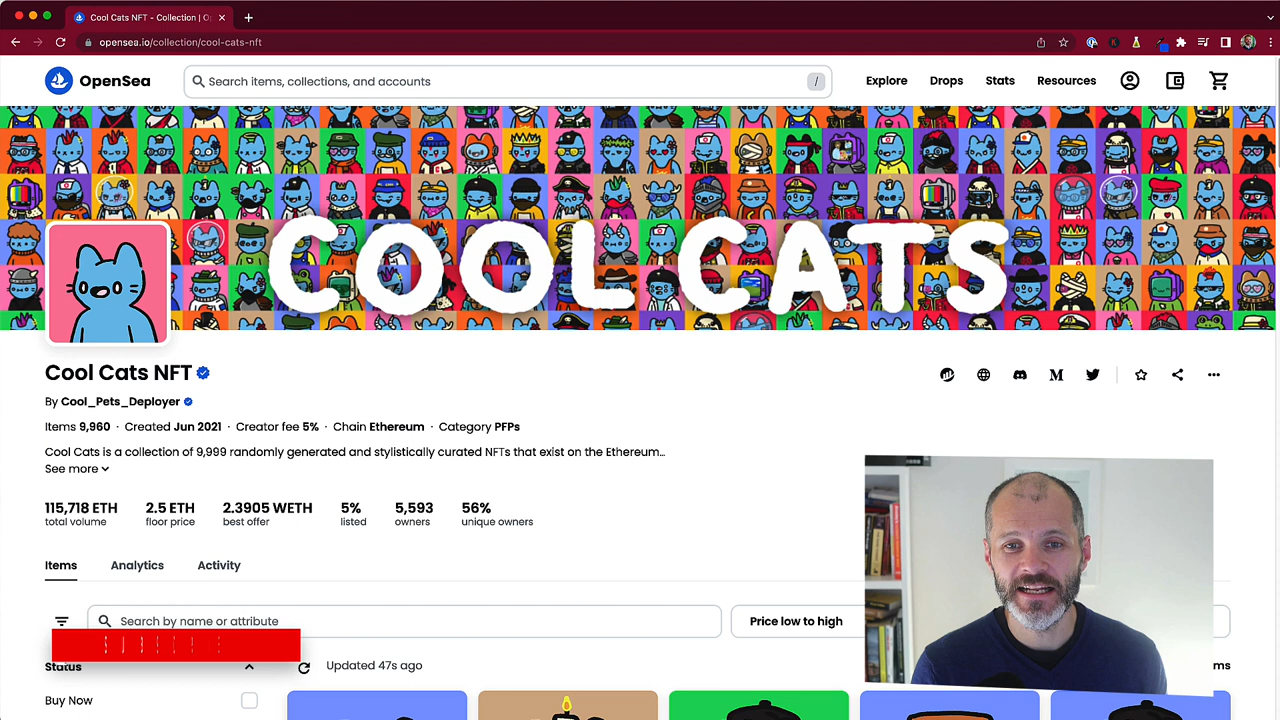 Cool Cats NFT - Collection | O
opensea.io/collection/cool-cats-nft
OpenSea
Search items, collections, and accounts
/
Explore
Drops
Stats
Resources
COOL CATS
Cool Cats NFT
By Cool_Pets_Deployer
Items 9,960 · Created Jun 2021 · Creator fee 5% · Chain Ethereum · Category PFPs
Cool Cats is a collection of 9,999 randomly generated and stylistically curated NFTs that exist on the Ethereum…
See more
115,718 ETH
2.5 ETH
2.3905 WETH
5%
5,593
56%
total volume
floor price
best offer
listed
owners
unique owners
Items
Analytics
Activity
Search by name or attribute
Price low to high
Status
Updated 47s ago
ms
Buy Now